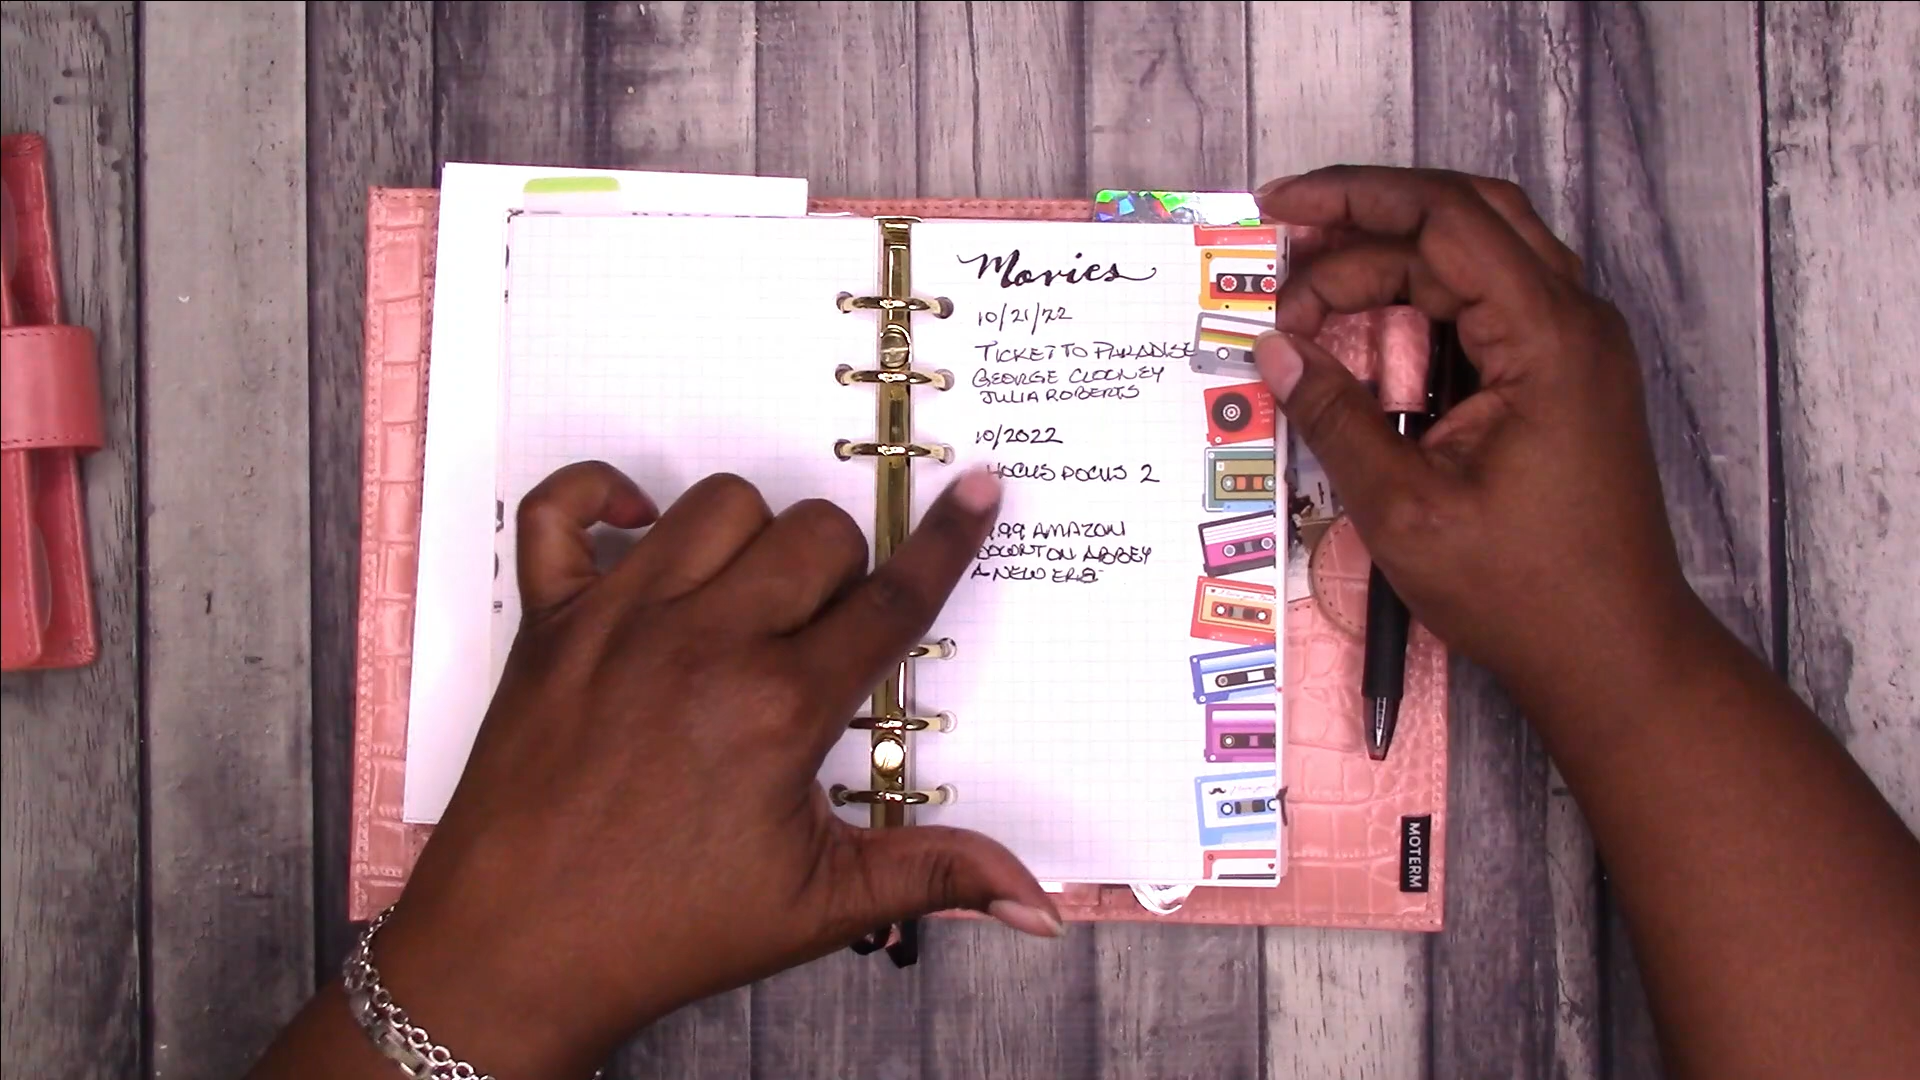 Movies
10/21/22
TICKET TO PARADISE
GEORGE CLOONEY
JULIA ROBERTS
10/2022
HOCUS POCUS 2
.99 AMAZON
DOWNTON ABBEY
A NEW ERA
MOTERM